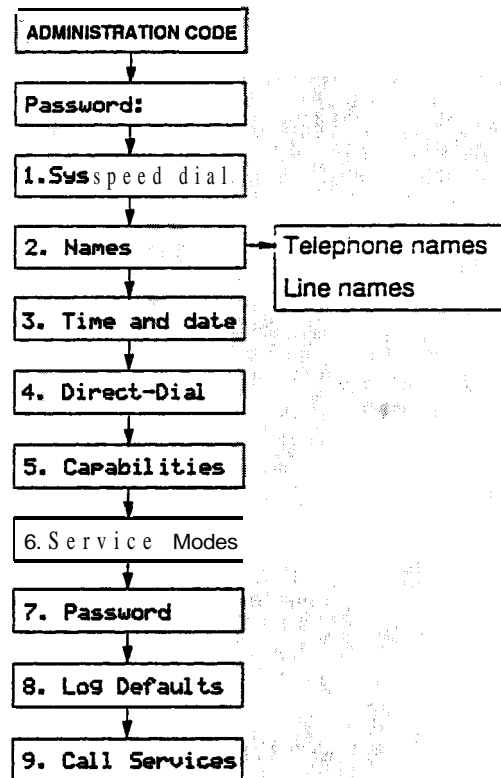 ADMINISTRATION CODE
Password:
1.Sys speed dial
2. Names
Telephone names
Line names
3. Time and date
4. Direct-Dial
5. Capabilities
6. Service Modes
7. Password
8. Log Defaults
9. Call Services